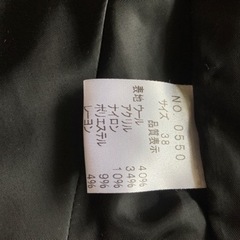 NO 0550
サイズ 38
品質表示
表地 ウール 40%
アクリル 34%
ナイロン 10%
ポリエステル 9%
レーヨン 4%